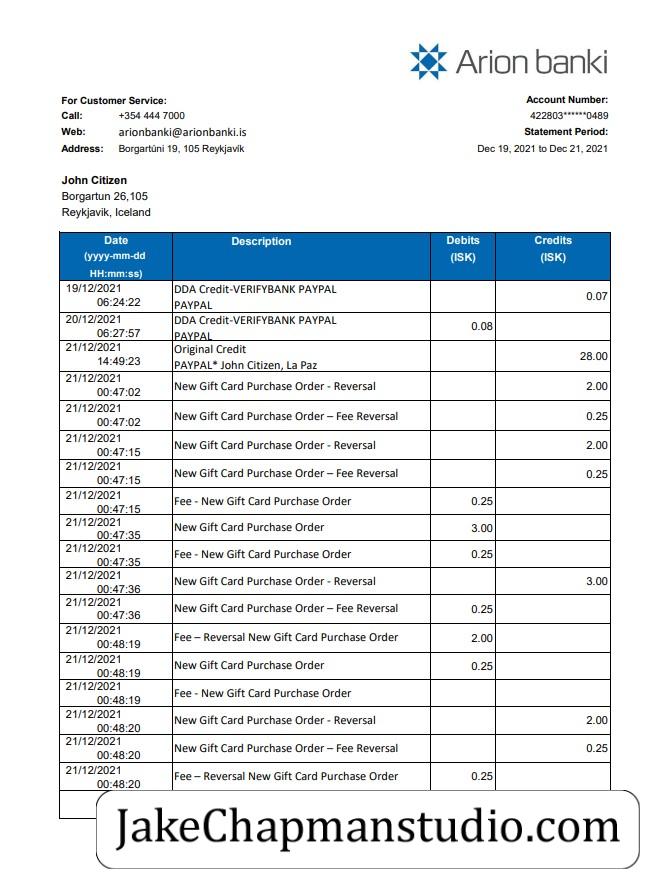 Arion banki
For Customer Service:
Call: +354 444 7000
Web: arionbanki@arionbanki.is
Address: Borgartúni 19, 105 Reykjavík
Account Number:
422803******0489
Statement Period:
Dec 19, 2021 to Dec 21, 2021
John Citizen
Borgartun 26,105
Reykjavik, Iceland
Date (yyyy-mm-dd HH:mm:ss) Description Debits (ISK) Credits (ISK)
19/12/2021 06:24:22 DDA Credit-VERIFYBANK PAYPAL PAYPAL 0.07
20/12/2021 06:27:57 DDA Credit-VERIFYBANK PAYPAL PAYPAL 0.08
21/12/2021 14:49:23 Original Credit PAYPAL* John Citizen, La Paz 28.00
21/12/2021 00:47:02 New Gift Card Purchase Order - Reversal 2.00
21/12/2021 00:47:02 New Gift Card Purchase Order – Fee Reversal 0.25
21/12/2021 00:47:15 New Gift Card Purchase Order - Reversal 2.00
21/12/2021 00:47:15 New Gift Card Purchase Order – Fee Reversal 0.25
21/12/2021 00:47:15 Fee - New Gift Card Purchase Order 0.25
21/12/2021 00:47:35 New Gift Card Purchase Order 3.00
21/12/2021 00:47:35 Fee - New Gift Card Purchase Order 0.25
21/12/2021 00:47:36 New Gift Card Purchase Order - Reversal 3.00
21/12/2021 00:47:36 New Gift Card Purchase Order – Fee Reversal 0.25
21/12/2021 00:48:19 Fee – Reversal New Gift Card Purchase Order 2.00
21/12/2021 00:48:19 New Gift Card Purchase Order 0.25
21/12/2021 00:48:19 Fee - New Gift Card Purchase Order
21/12/2021 00:48:20 New Gift Card Purchase Order - Reversal 2.00
21/12/2021 00:48:20 New Gift Card Purchase Order – Fee Reversal 0.25
21/12/2021 00:48:20 Fee – Reversal New Gift Card Purchase Order 0.25
JakeChapmanstudio.com